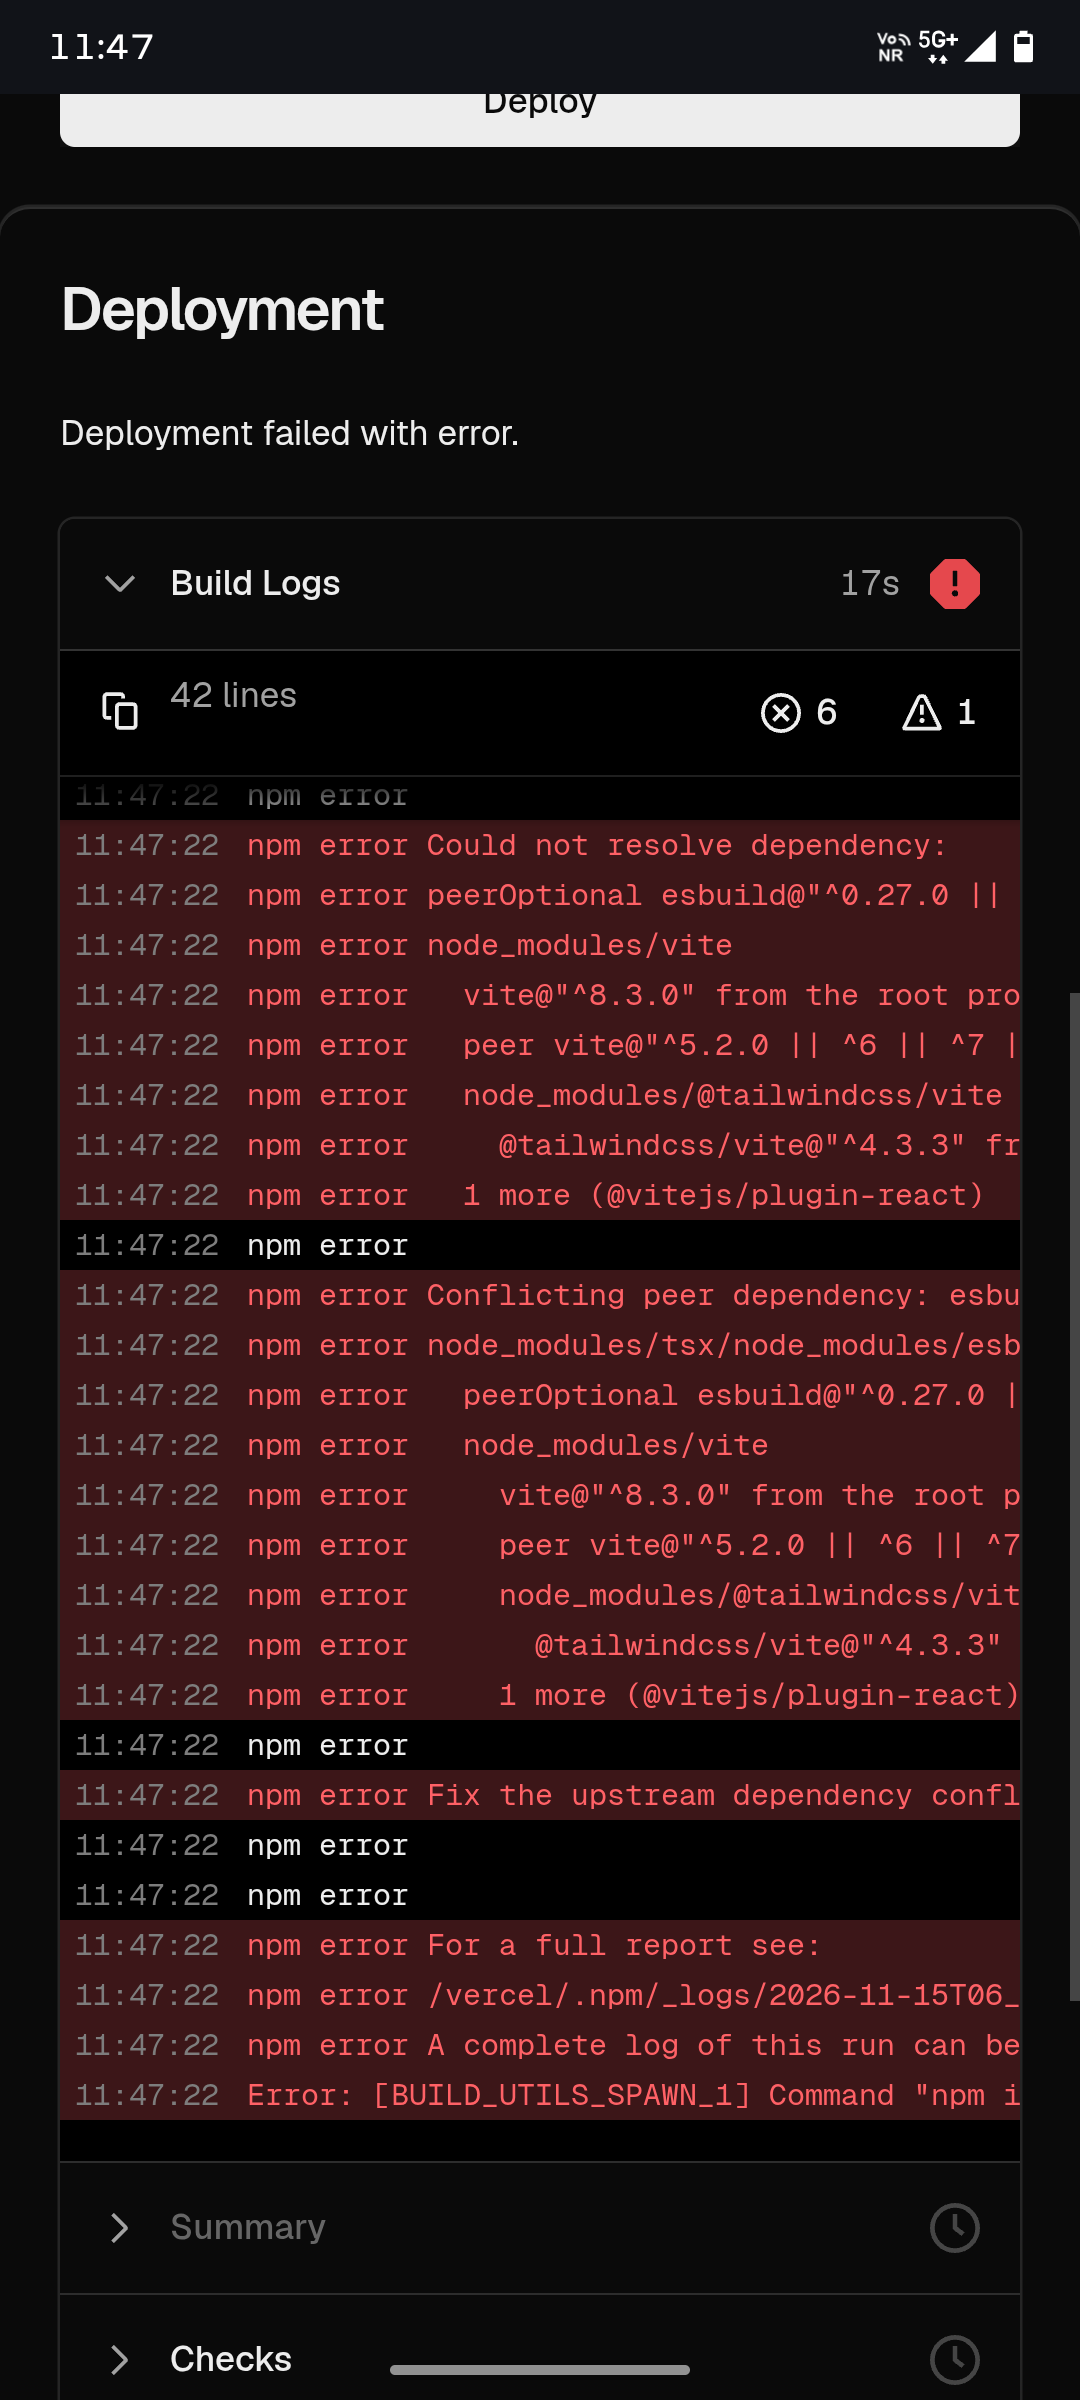 11:47
Vo NR 5G+
Deploy
Deployment
Deployment failed with error.
Build Logs 17s
42 lines 6 1
11:47:22 npm error
11:47:22 npm error Could not resolve dependency:
11:47:22 npm error peerOptional esbuild@"^0.27.0 ||
11:47:22 npm error node_modules/vite
11:47:22 npm error   vite@"^8.3.0" from the root pro
11:47:22 npm error   peer vite@"^5.2.0 || ^6 || ^7 |
11:47:22 npm error   node_modules/@tailwindcss/vite
11:47:22 npm error     @tailwindcss/vite@"^4.3.3" fr
11:47:22 npm error   1 more (@vitejs/plugin-react)
11:47:22 npm error
11:47:22 npm error Conflicting peer dependency: esbu
11:47:22 npm error node_modules/tsx/node_modules/esb
11:47:22 npm error   peerOptional esbuild@"^0.27.0 |
11:47:22 npm error   node_modules/vite
11:47:22 npm error     vite@"^8.3.0" from the root p
11:47:22 npm error     peer vite@"^5.2.0 || ^6 || ^7
11:47:22 npm error     node_modules/@tailwindcss/vit
11:47:22 npm error       @tailwindcss/vite@"^4.3.3"
11:47:22 npm error     1 more (@vitejs/plugin-react)
11:47:22 npm error
11:47:22 npm error Fix the upstream dependency confl
11:47:22 npm error
11:47:22 npm error
11:47:22 npm error For a full report see:
11:47:22 npm error /vercel/.npm/_logs/2026-11-15T06_
11:47:22 npm error A complete log of this run can be
11:47:22 Error: [BUILD_UTILS_SPAWN_1] Command "npm i
Summary
Checks